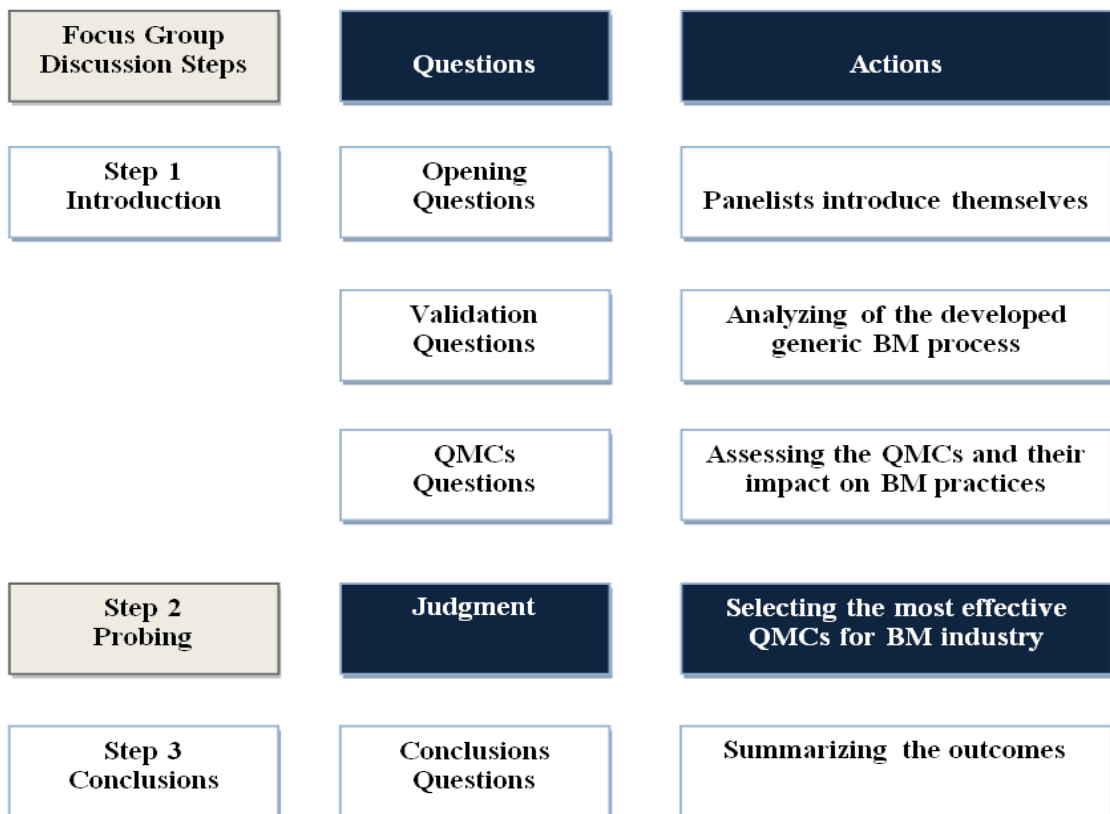 Focus Group
Discussion Steps
Questions
Actions
Step 1
Introduction
Opening
Questions
Panelists introduce themselves
Validation
Questions
Analyzing of the developed
generic BM process
QMCs
Questions
Assessing the QMCs and their
impact on BM practices
Step 2
Probing
Judgment
Selecting the most effective
QMCs for BM industry
Step 3
Conclusions
Conclusions
Questions
Summarizing the outcomes